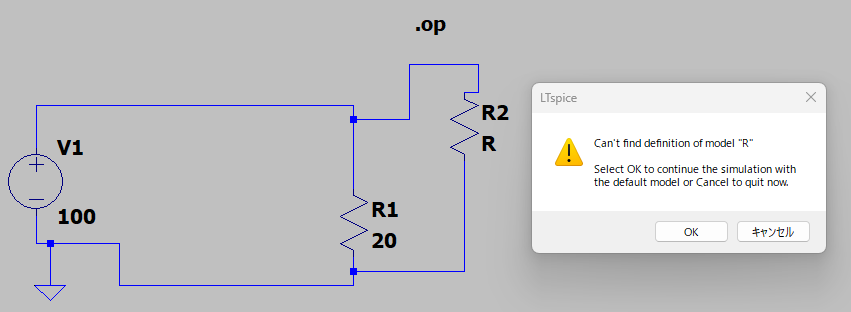 .op
V1
100
R1
20
R2
R
LTspice
Can't find definition of model "R"
Select OK to continue the simulation with
the default model or Cancel to quit now.
OK
キャンセル